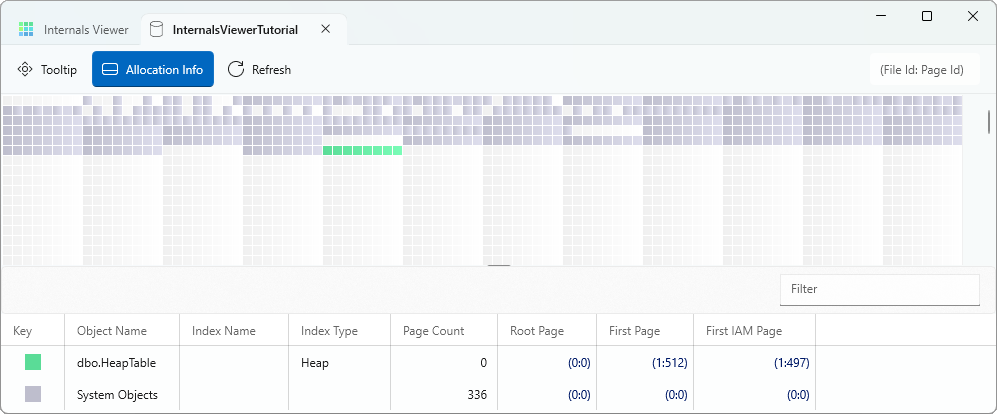 Internals Viewer InternalsViewerTutorial
Tooltip Allocation Info Refresh (File Id: Page Id)
Filter
Key Object Name Index Name Index Type Page Count Root Page First Page First IAM Page
dbo.HeapTable Heap 0 (0:0) (1:512) (1:497)
System Objects 336 (0:0) (0:0) (0:0)